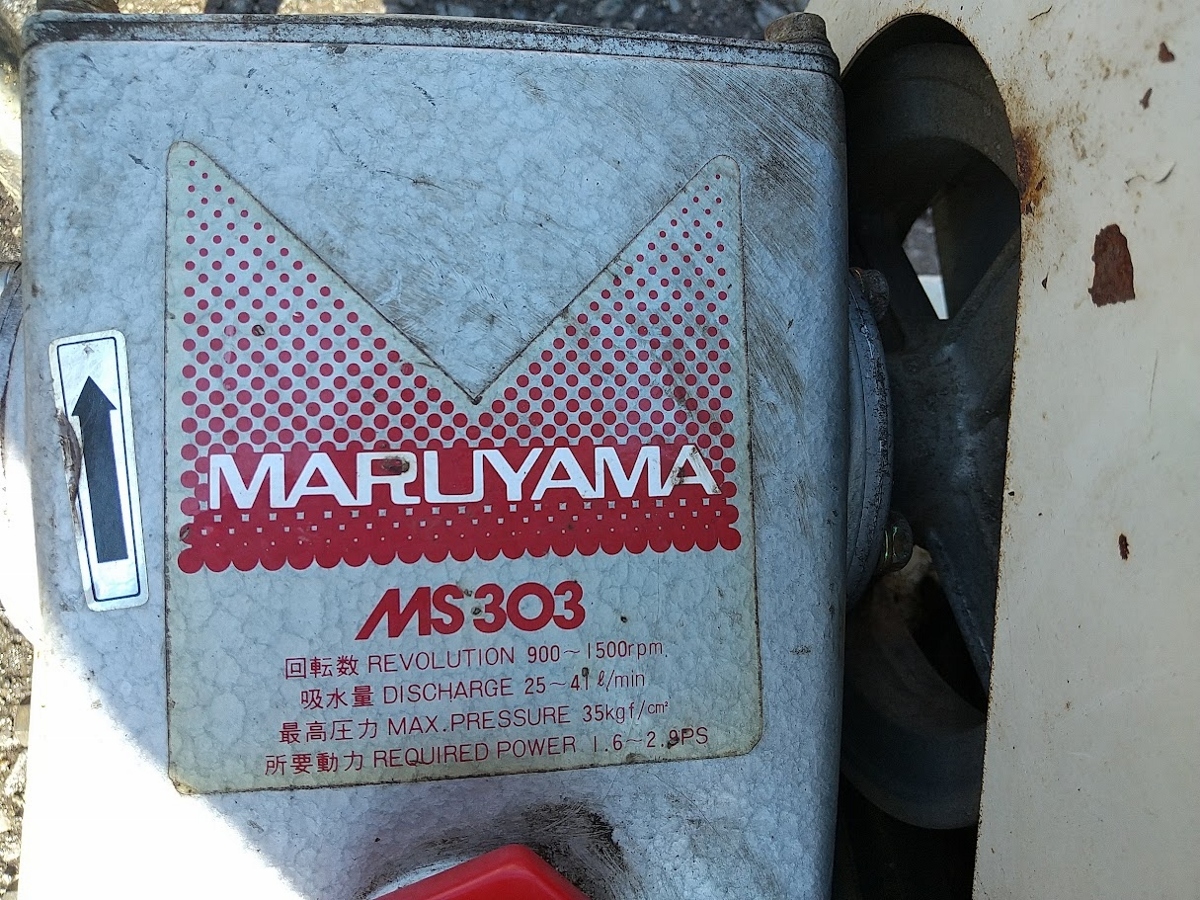 MARUYAMA
MS303
回転数 REVOLUTION 900～1500rpm.
吸水量 DISCHARGE 25～41ℓ/min
最高圧力 MAX.PRESSURE 35kgf/cm²
所要動力 REQUIRED POWER 1.6～2.9PS